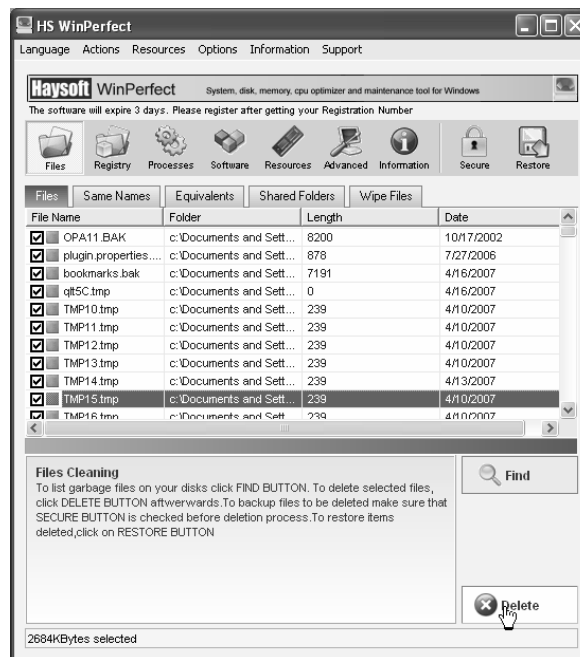 HS WinPerfect
Language Actions Resources Options Information Support
Haysoft WinPerfect System, disk, memory, cpu optimizer and maintenance tool for Windows
The software will expire 3 days. Please register after getting your Registration Number
Files Registry Processes Software Resources Advanced Information Secure Restore
Files Same Names Equivalents Shared Folders Wipe Files
File Name Folder Length Date
OPA11.BAK c:\Documents and Sett... 8200 10/17/2002
plugin.properties.... c:\Documents and Sett... 878 7/27/2006
bookmarks.bak c:\Documents and Sett... 7191 4/16/2007
qlt5C.tmp c:\Documents and Sett... 0 4/16/2007
TMP10.tmp c:\Documents and Sett... 239 4/10/2007
TMP11.tmp c:\Documents and Sett... 239 4/10/2007
TMP12.tmp c:\Documents and Sett... 239 4/10/2007
TMP13.tmp c:\Documents and Sett... 239 4/10/2007
TMP14.tmp c:\Documents and Sett... 239 4/13/2007
TMP15.tmp c:\Documents and Sett... 239 4/10/2007
TMP16.tmp c:\Documents and Sett... 239 4/10/2007
Files Cleaning
To list garbage files on your disks click FIND BUTTON. To delete selected files,
click DELETE BUTTON aftwerwards.To backup files to be deleted make sure that
SECURE BUTTON is checked before deletion process.To restore items
deleted,click on RESTORE BUTTON
Find
Delete
2684KBytes selected